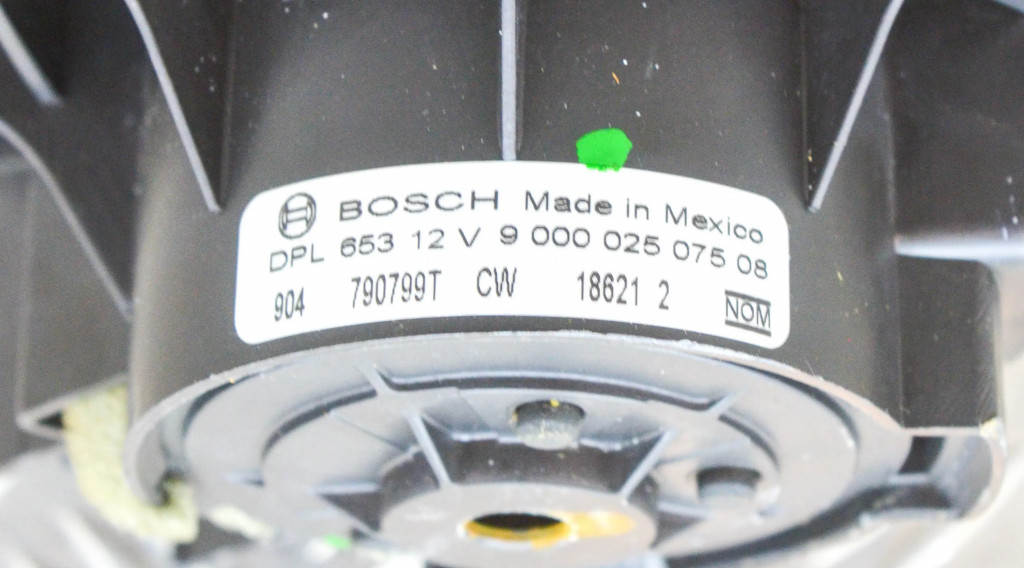 BOSCH Made in Mexico
DPL 653 12 V 9 000 025 075 08
904 790799T CW 18621 2 NOM